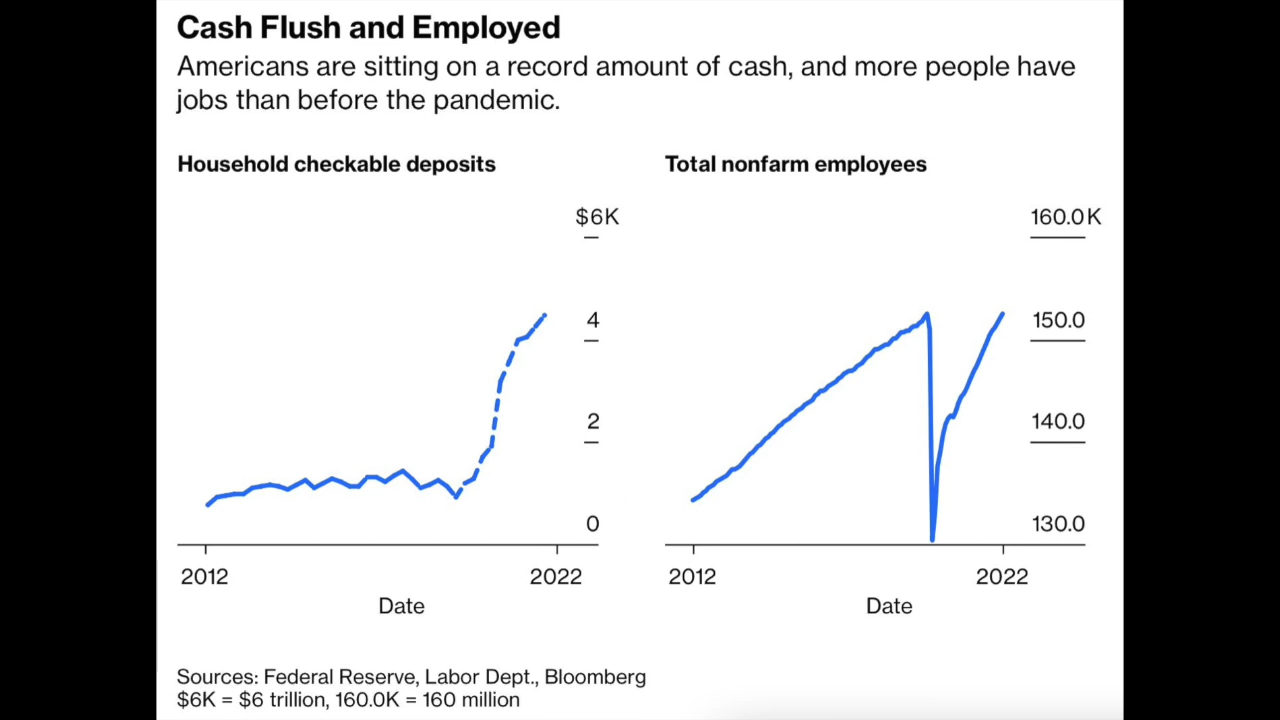 Cash Flush and Employed
Americans are sitting on a record amount of cash, and more people have
jobs than before the pandemic.
Household checkable deposits
$6K
4
2
0
2012
2022
Date
Total nonfarm employees
160.0K
150.0
140.0
130.0
2012
2022
Date
Sources: Federal Reserve, Labor Dept., Bloomberg
$6K = $6 trillion, 160.0K = 160 million